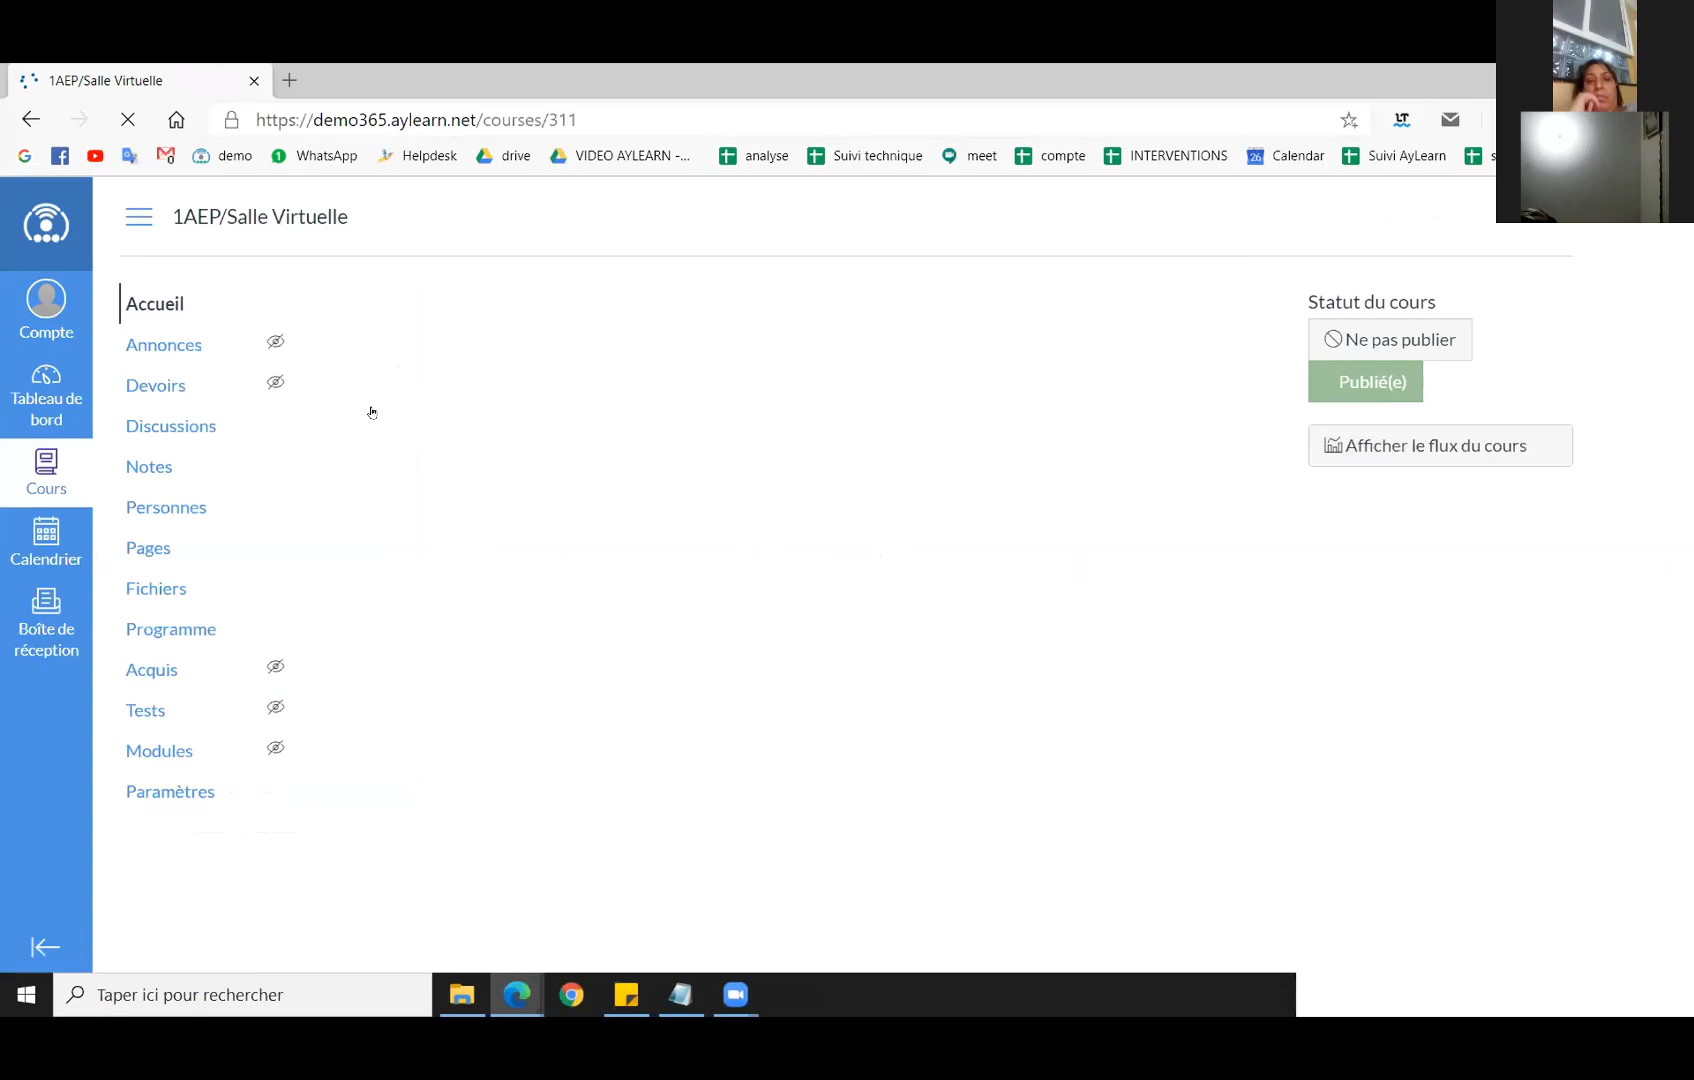 1AEP/Salle Virtuelle
https://demo365.aylearn.net/courses/311
demo
WhatsApp
Helpdesk
drive
VIDEO AYLEARN -...
analyse
Suivi technique
meet
compte
INTERVENTIONS
Calendar
Suivi AyLearn
s
1AEP/Salle Virtuelle
Compte
Tableau de
bord
Cours
Calendrier
Boîte de
réception
Accueil
Annonces
Devoirs
Discussions
Notes
Personnes
Pages
Fichiers
Programme
Acquis
Tests
Modules
Paramètres
Statut du cours
Ne pas publier
Publié(e)
Afficher le flux du cours
Taper ici pour rechercher